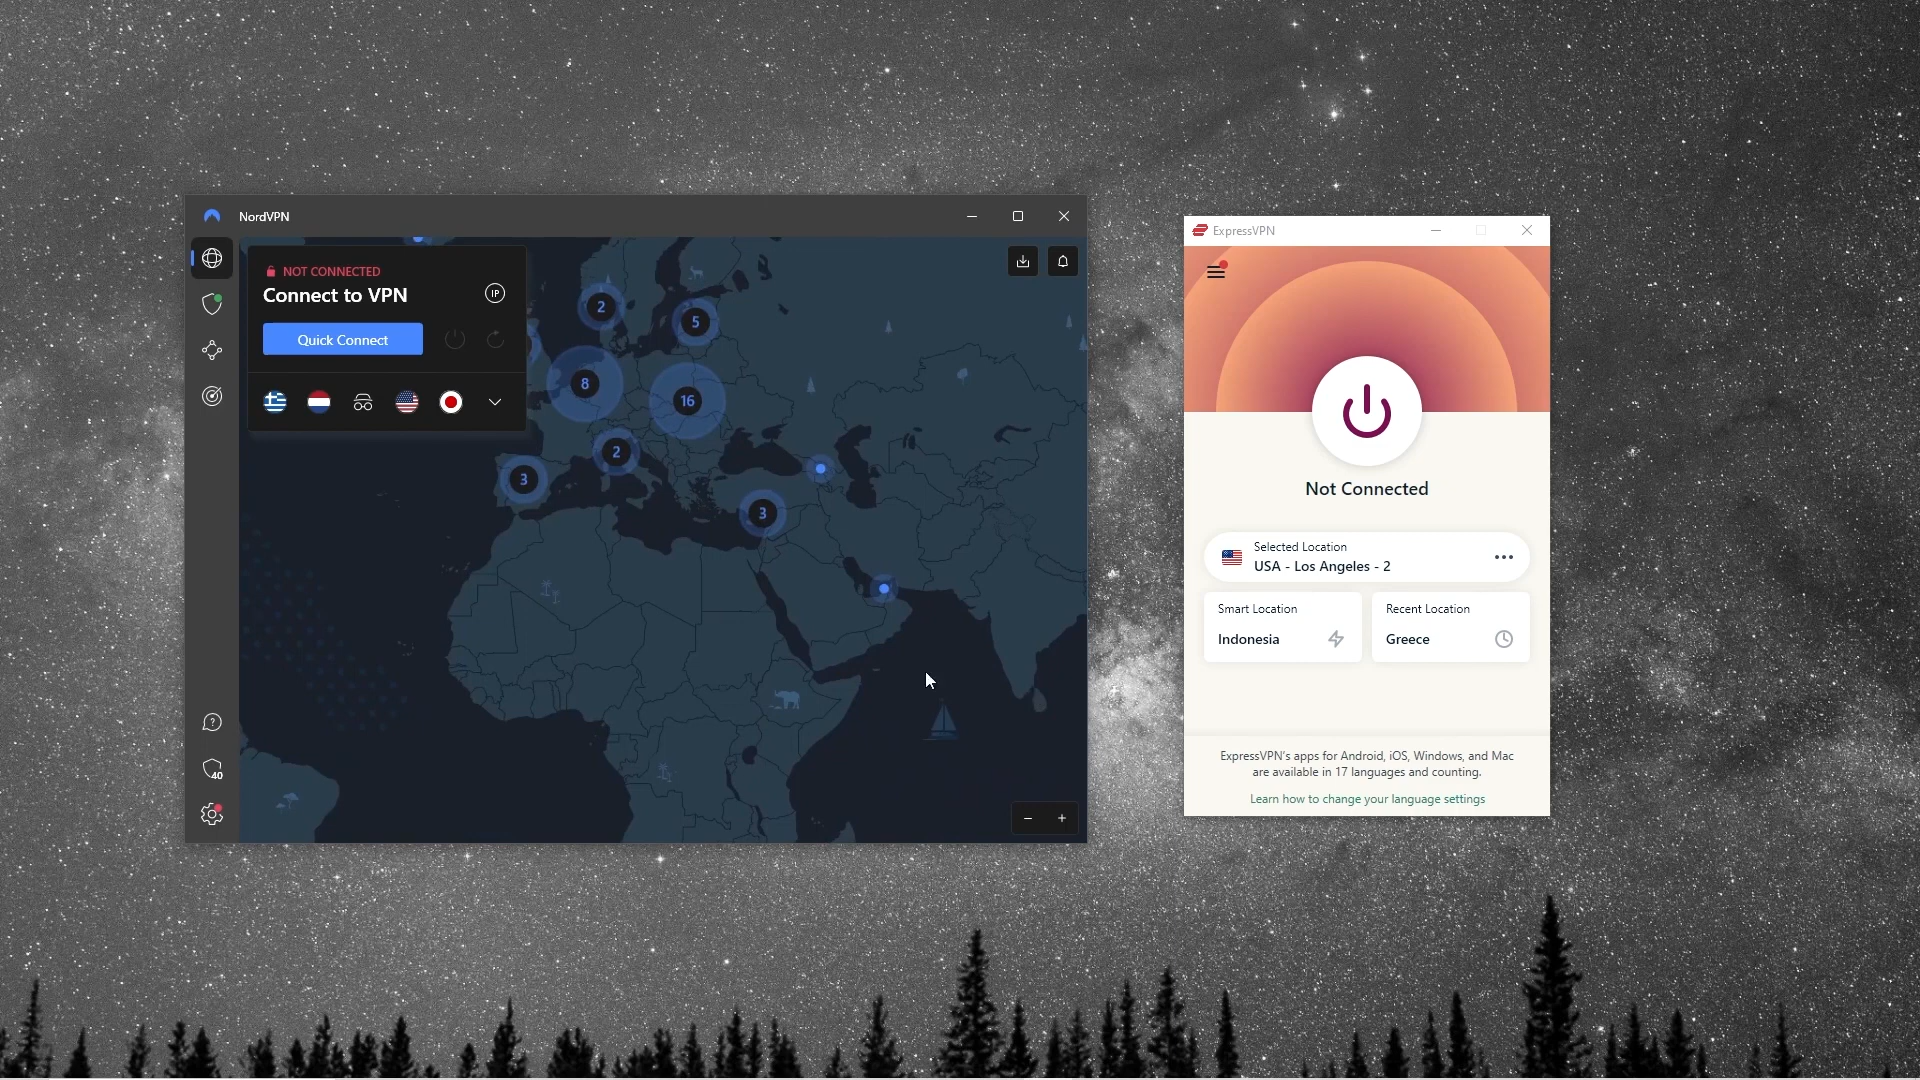 NordVPN
NOT CONNECTED
Connect to VPN
IP
Quick Connect
2
5
8
16
2
3
3
40
ExpressVPN
Not Connected
Selected Location
USA - Los Angeles - 2
Smart Location
Indonesia
Recent Location
Greece
ExpressVPN's apps for Android, iOS, Windows, and Mac
are available in 17 languages and counting.
Learn how to change your language settings